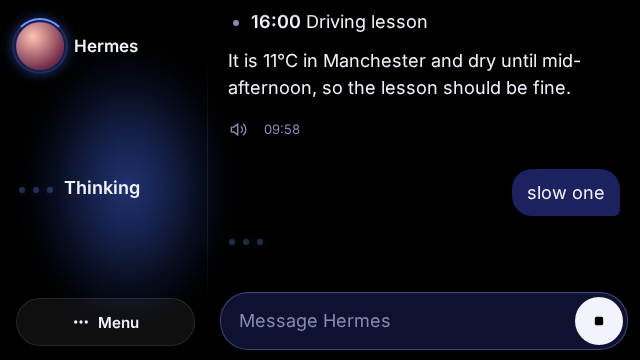 Hermes
Thinking
••• Menu
• 16:00 Driving lesson
It is 11°C in Manchester and dry until mid-
afternoon, so the lesson should be fine.
09:58
slow one
Message Hermes